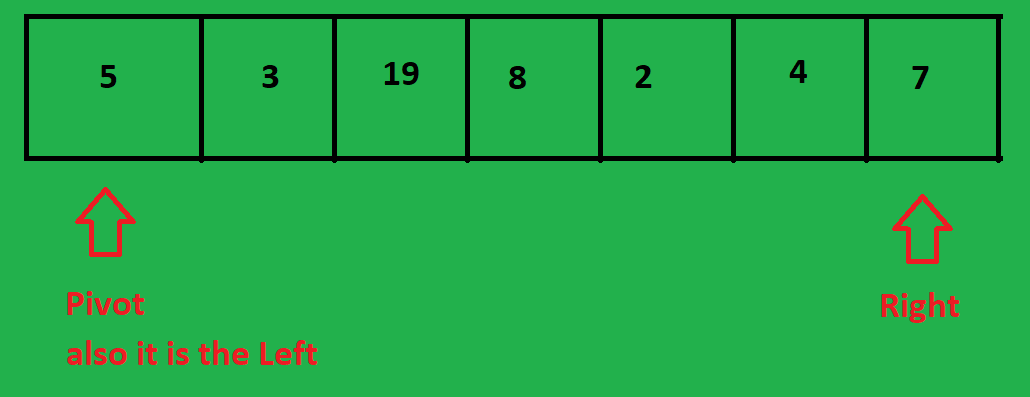 5 3 19 8 2 4 7
Pivot
Right
also it is the Left